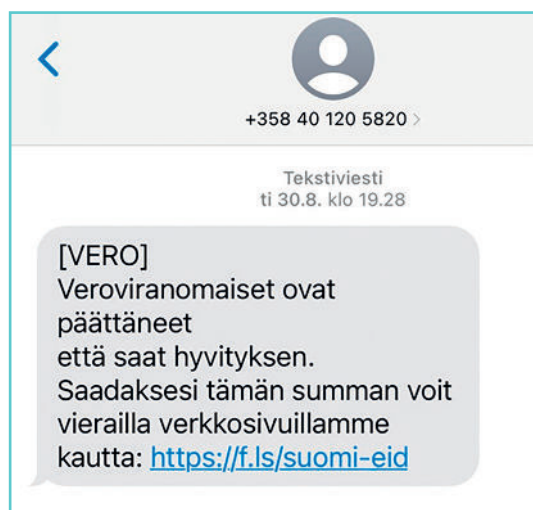 +358 40 120 5820 >
Tekstiviesti
ti 30.8. klo 19.28
[VERO]
Veroviranomaiset ovat
päättäneet
että saat hyvityksen.
Saadaksesi tämän summan voit
vierailla verkkosivuillamme
kautta: https://f.ls/suomi-eid